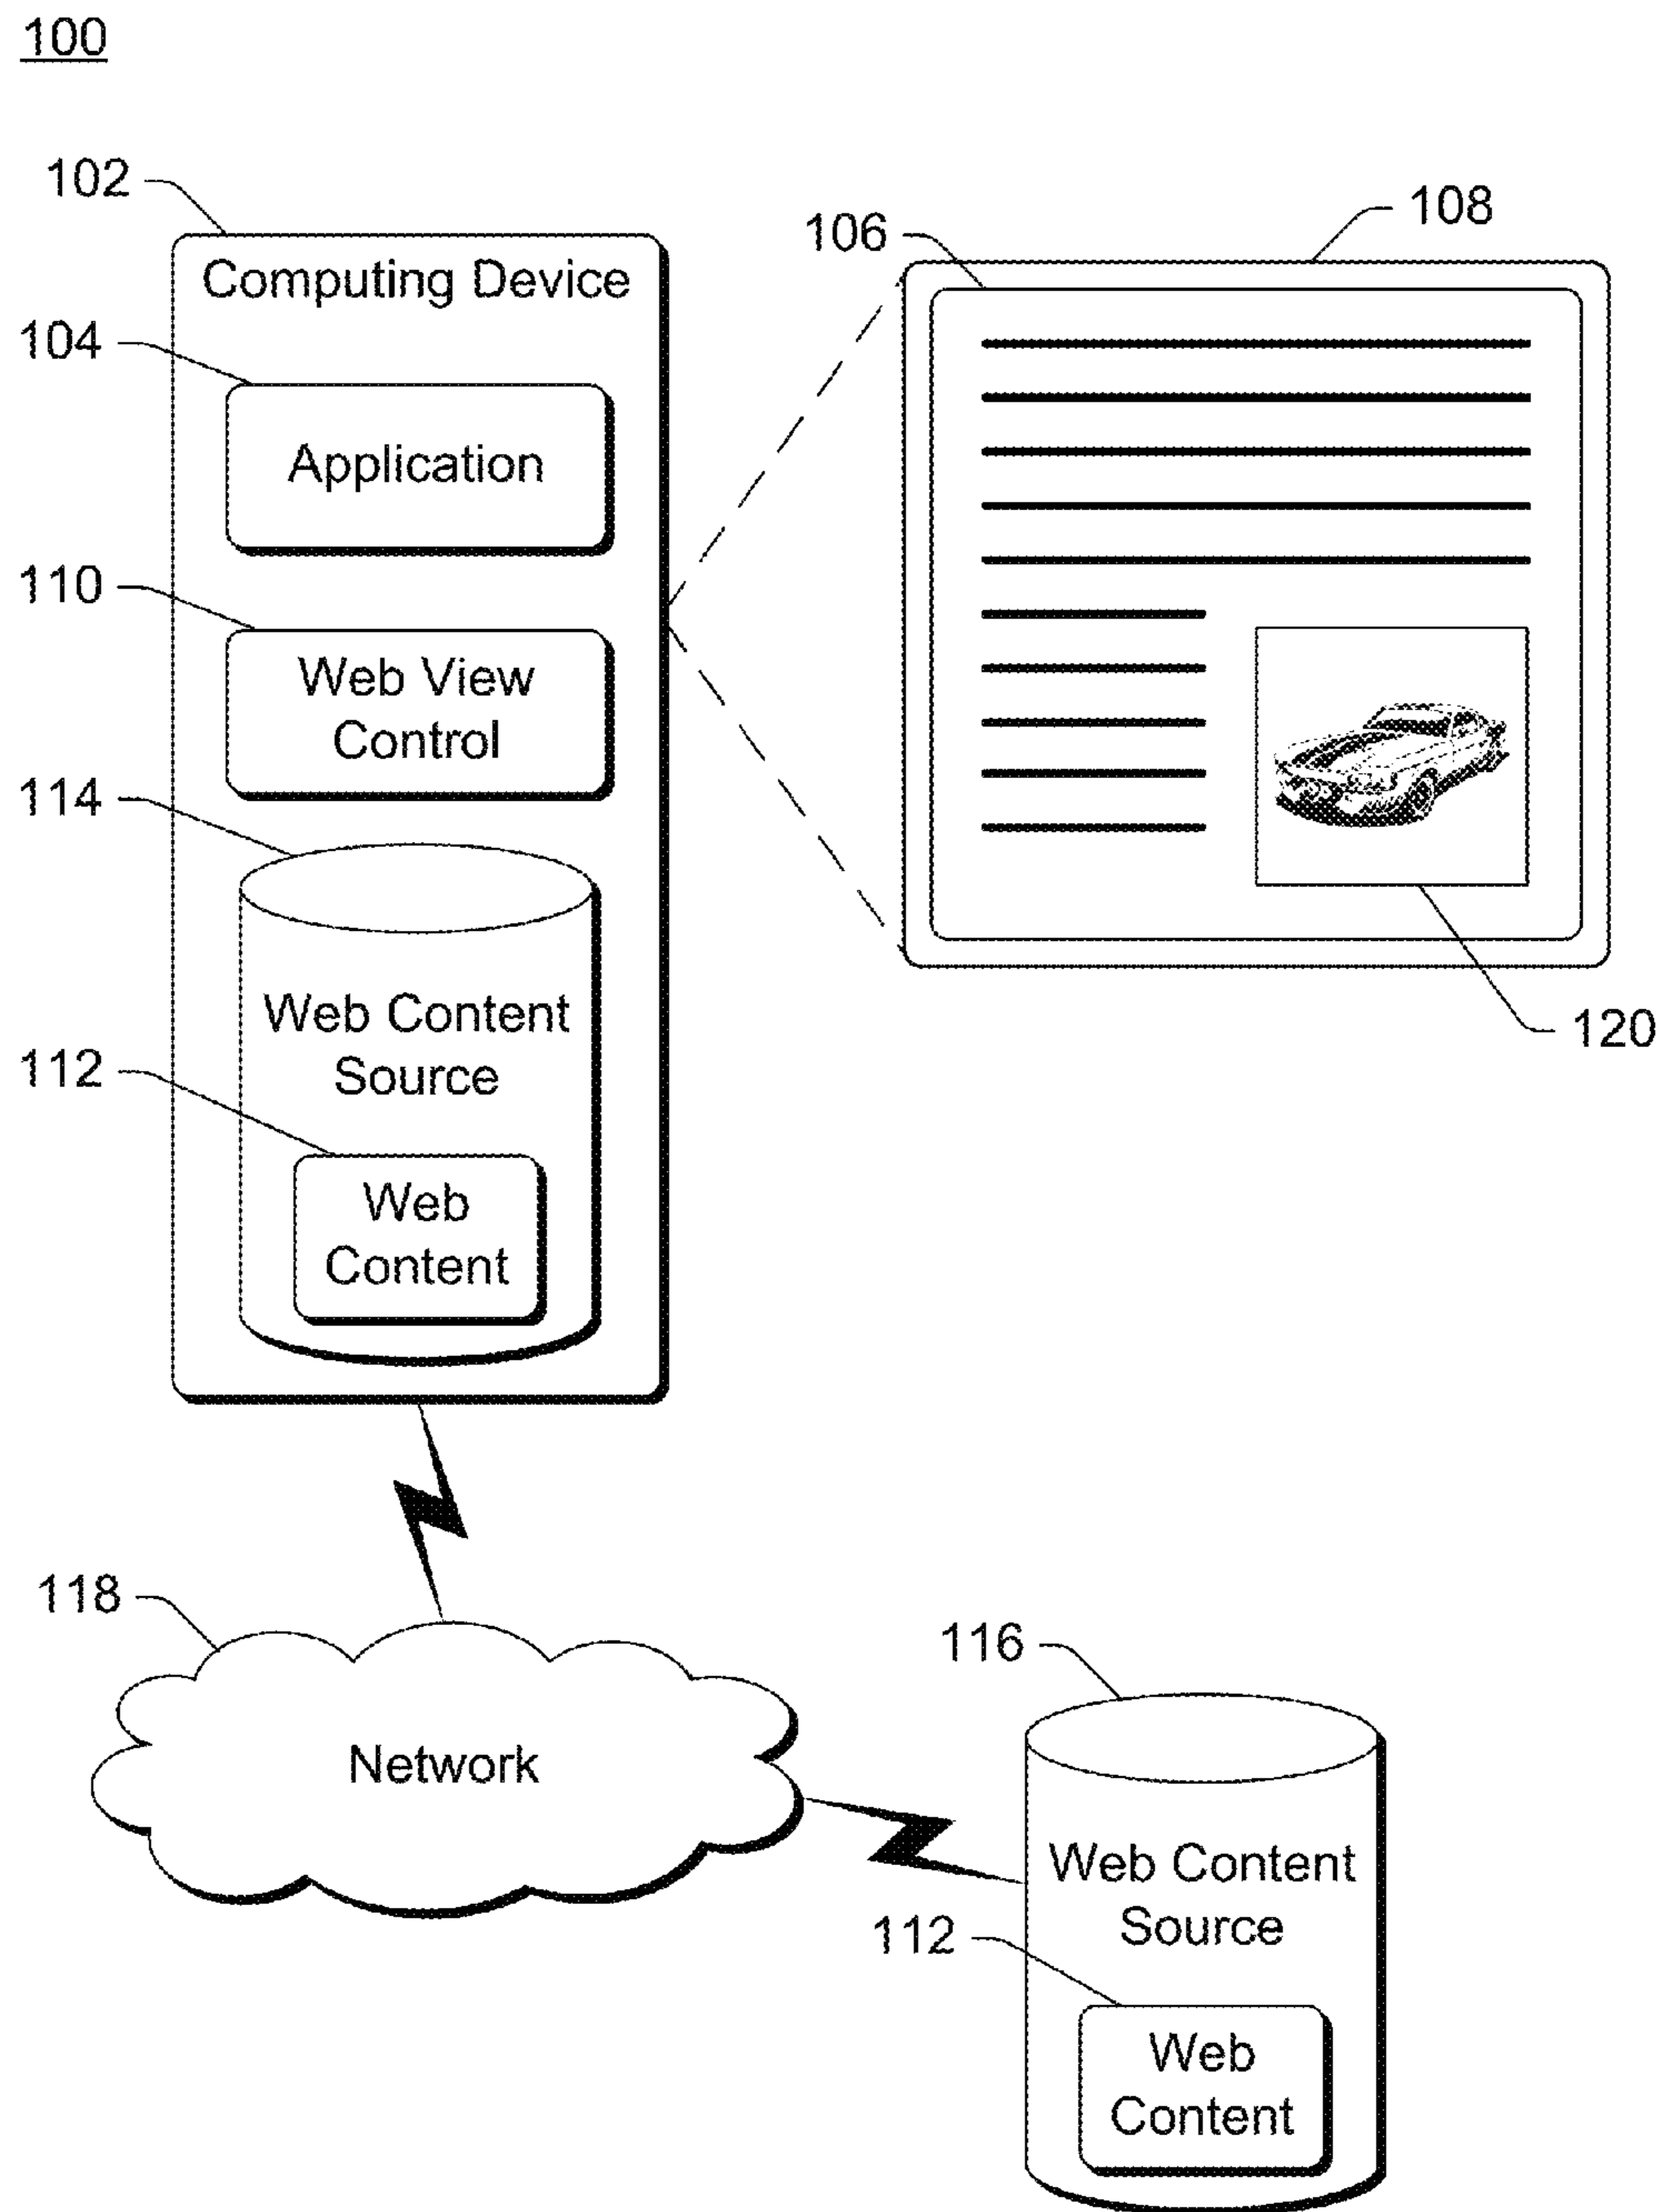 100
102
Computing Device
104
Application
110
Web View
Control
114
Web Content
Source
112
Web
Content
106
108
120
118
Network
116
Web Content
Source
112
Web
Content